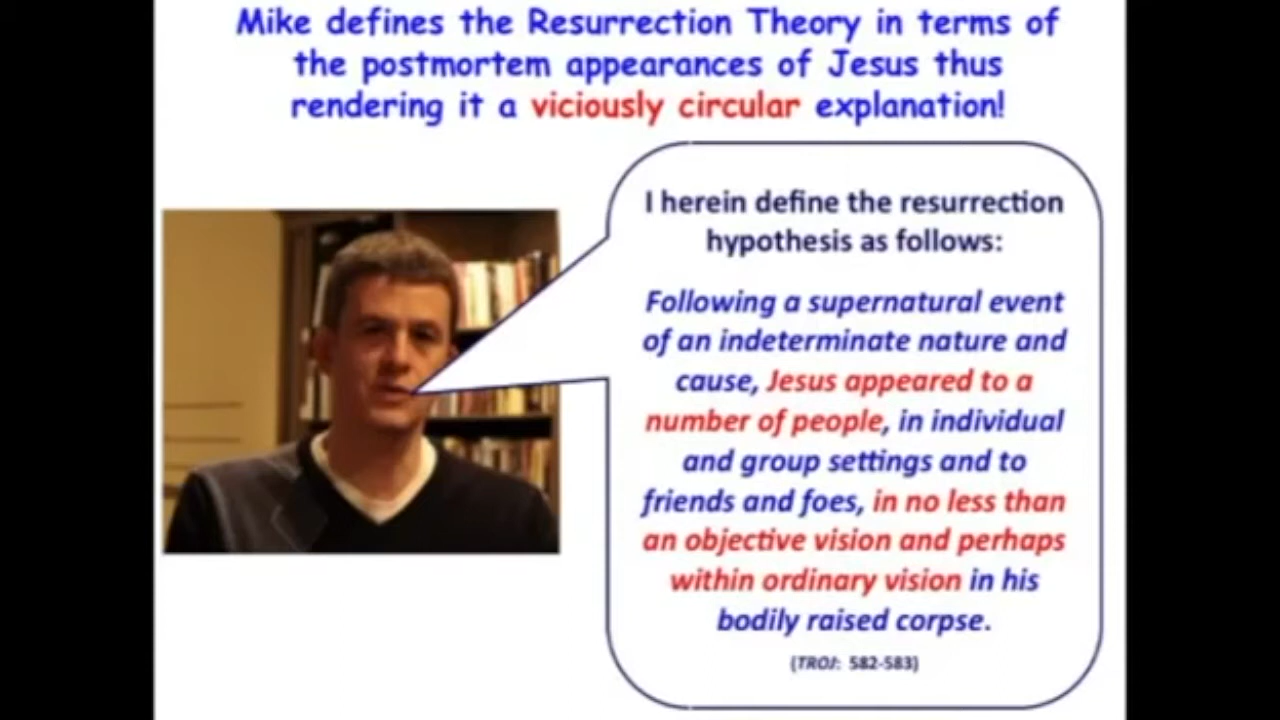 Mike defines the Resurrection Theory in terms of
the postmortem appearances of Jesus thus
rendering it a viciously circular explanation!
I herein define the resurrection
hypothesis as follows:
Following a supernatural event
of an indeterminate nature and
cause, Jesus appeared to a
number of people, in individual
and group settings and to
friends and foes, in no less than
an objective vision and perhaps
within ordinary vision in his
bodily raised corpse.
(TROJ: 582-583)